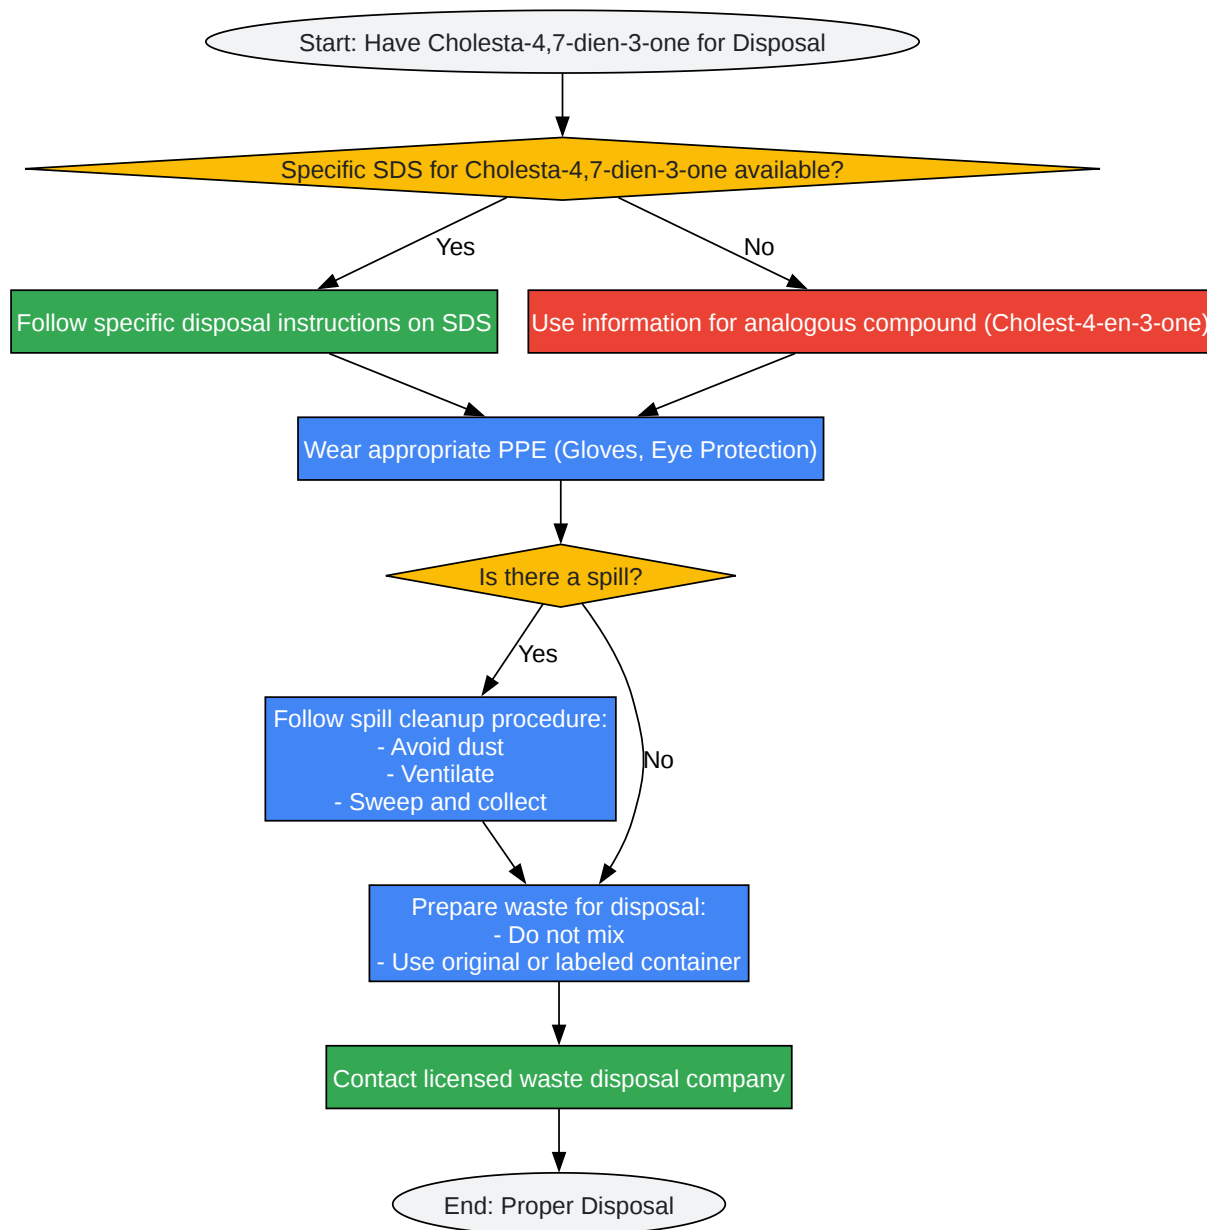 Start: Have Cholesta-4,7-dien-3-one for Disposal
Specific SDS for Cholesta-4,7-dien-3-one available?
Yes
No
Follow specific disposal instructions on SDS
Use information for analogous compound (Cholest-4-en-3-one)
Wear appropriate PPE (Gloves, Eye Protection)
Is there a spill?
Yes
Follow spill cleanup procedure:
- Avoid dust
- Ventilate
- Sweep and collect
No
Prepare waste for disposal:
- Do not mix
- Use original or labeled container
Contact licensed waste disposal company
End: Proper Disposal